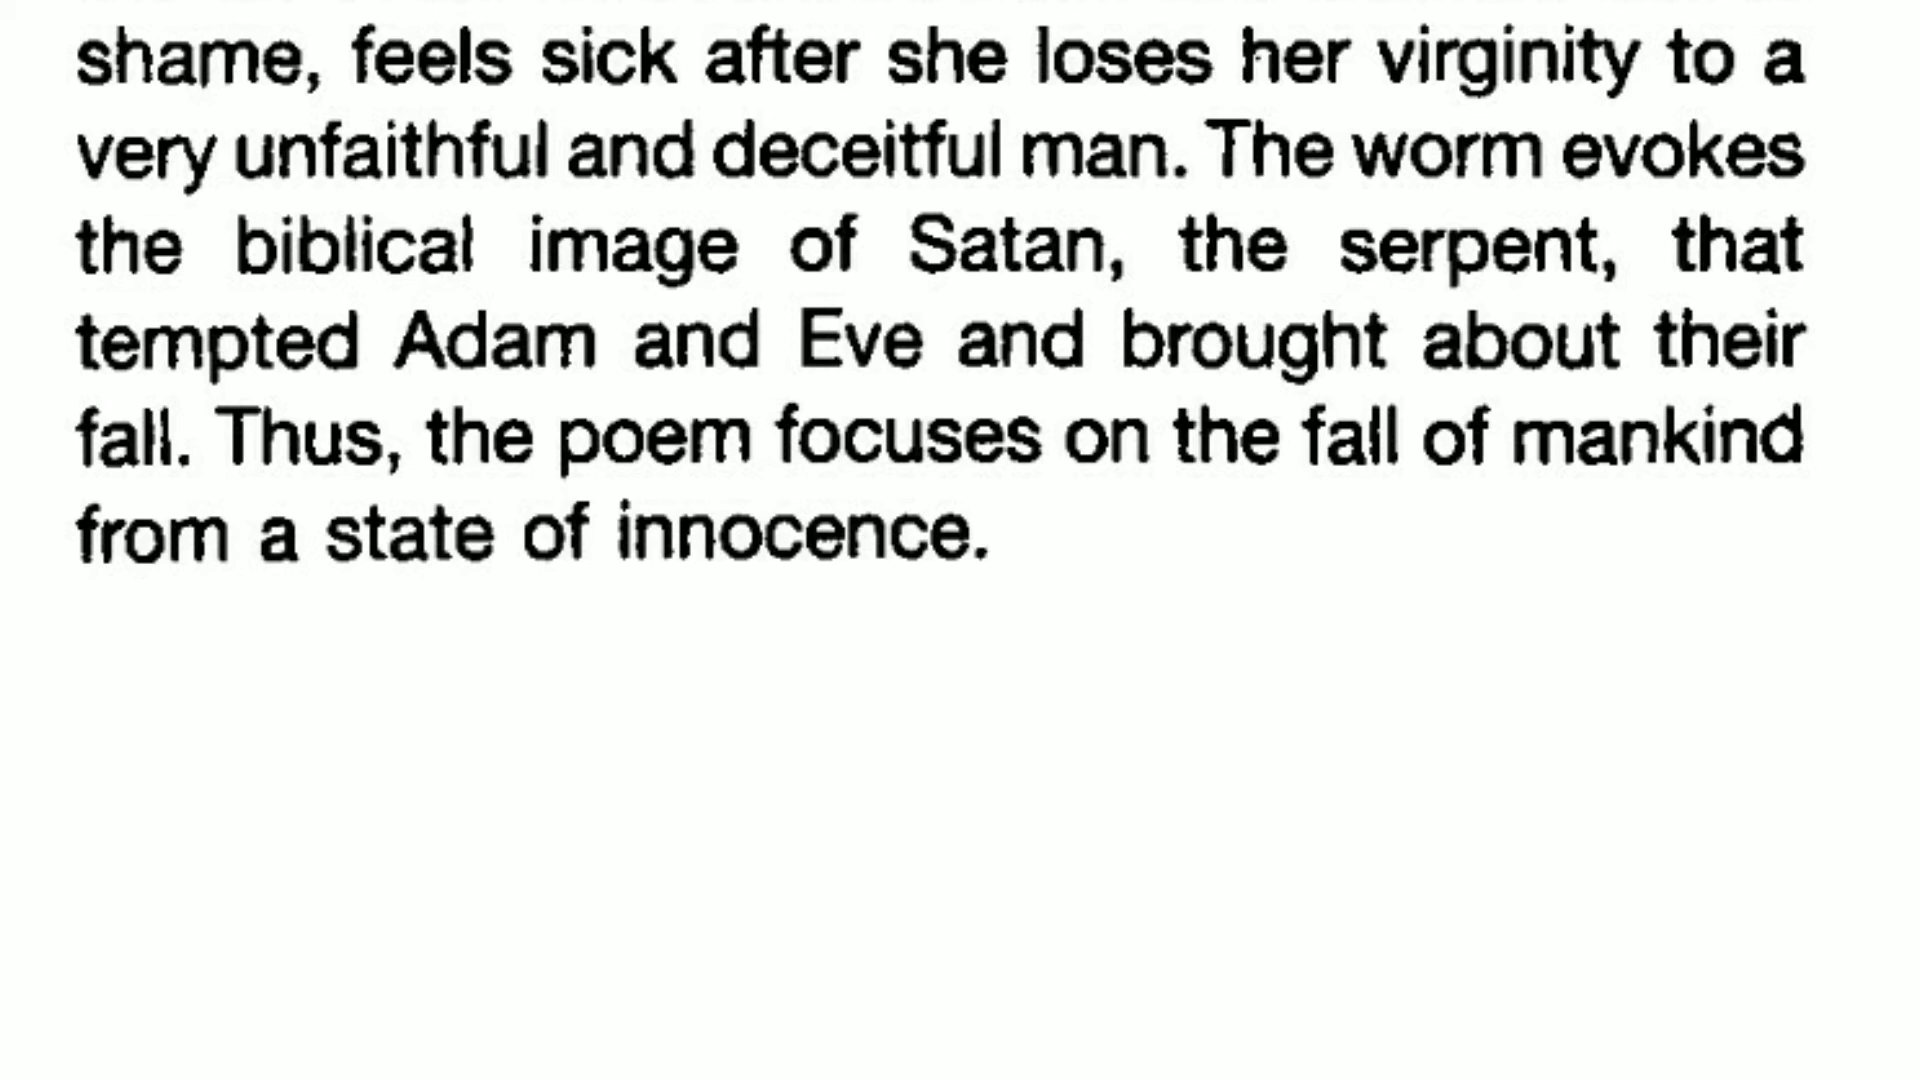 shame, feels sick after she loses her virginity to a
very unfaithful and deceitful man. The worm evokes
the biblical image of Satan, the serpent, that
tempted Adam and Eve and brought about their
fall. Thus, the poem focuses on the fall of mankind
from a state of innocence.